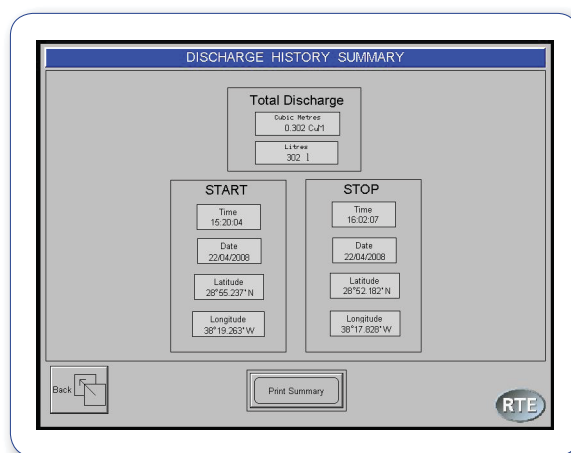 DISCHARGE HISTORY SUMMARY
Total Discharge
Cubic Metres
0.302 CuM
Litres
302 l
START
Time
15:20:04
Date
22/04/2008
Latitude
28°55.237' N
Longitude
38°19.263' W
STOP
Time
16:02:07
Date
22/04/2008
Latitude
28°52.182' N
Longitude
38°17.828' W
Back
Print Summary
RTE